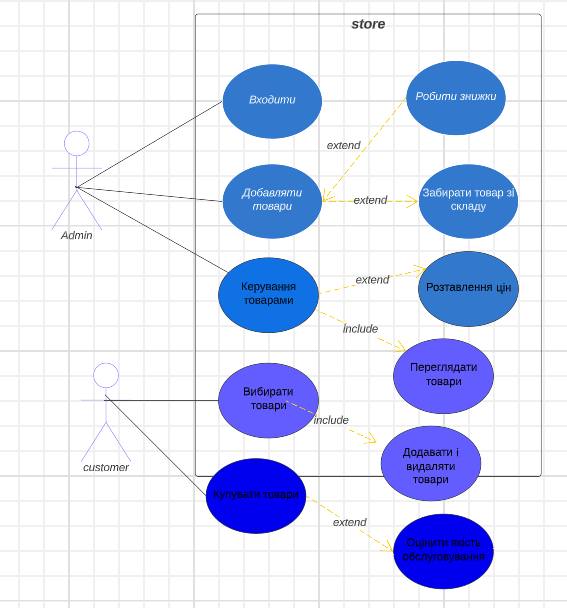 store
Входити
Робити знижки
extend
Добавляти
товари
extend
Забирати товар зі
складу
Admin
Керування
товарами
extend
Розтавлення цін
include
Переглядати
товари
Вибирати
товари
include
customer
Додавати і
видаляти
товари
Купувати товари
extend
Оцінити якость
обслуговування